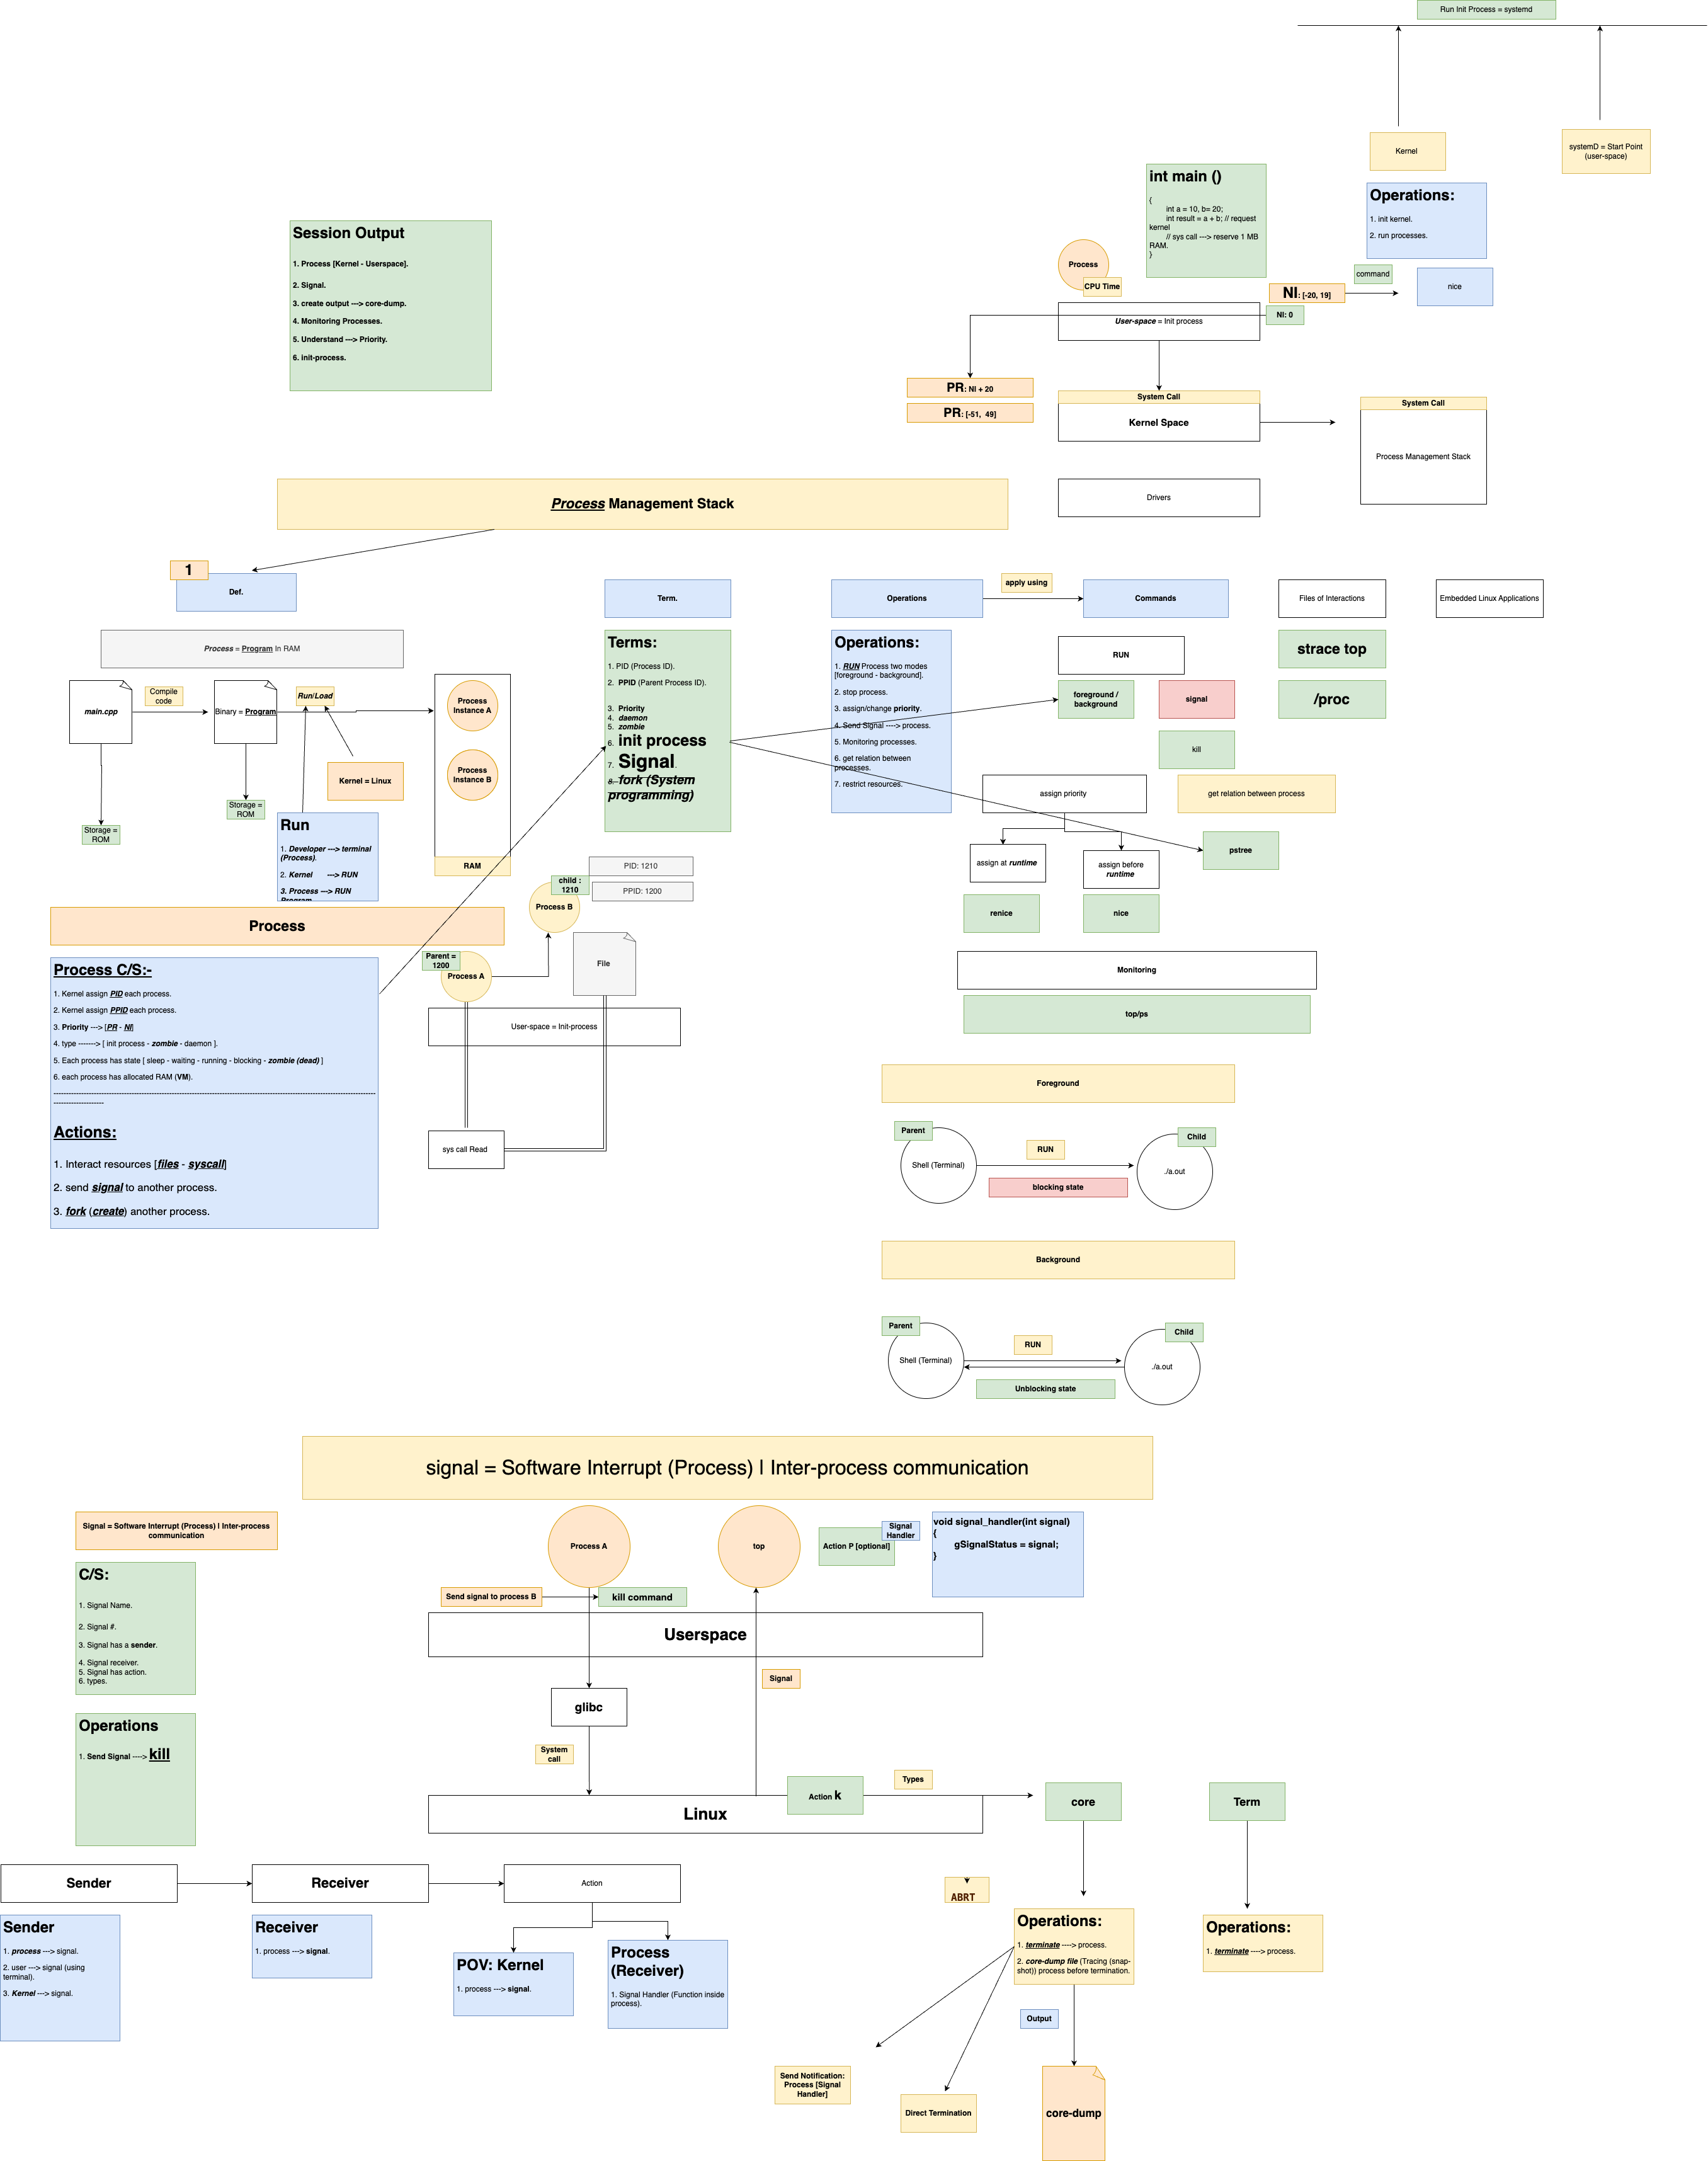 Run Init Process = systemd
Kernel
systemD = Start Point
(user-space)
int main ()
{
int a = 10, b= 20;
int result = a + b; // request
kernel
// sys call ---> reserve 1 MB
RAM.
}
Operations:
1. init kernel.
2. run processes.
Session Output
1. Process [Kernel - Userspace].
2. Signal.
3. create output ---> core-dump.
4. Monitoring Processes.
5. Understand ---> Priority.
6. init-process.
Process
CPU Time
command
NI: [-20, 19]
nice
NI: 0
User-space = Init process
PR: NI + 20
PR: [-51, 49]
System Call
Kernel Space
System Call
Process Management Stack
Drivers
Process Management Stack
1
Def.
Term.
Operations
apply using
Commands
Files of Interactions
Embedded Linux Applications
Process = Program In RAM
main.cpp
Compile
code
Binary = Program
Run/Load
Kernel = Linux
Storage =
ROM
Storage =
ROM
Run
1. Developer ---> terminal
(Process).
2. Kernel ---> RUN
3. Process ---> RUN
Program
Process
Instance A
Process
Instance B
RAM
Terms:
1. PID (Process ID).
2. PPID (Parent Process ID).
3. Priority
4. daemon
5. zombie
6. init process
7. Signal.
8. fork (System
programming)
Operations:
1. RUN Process two modes
[foreground - background].
2. stop process.
3. assign/change priority.
4. Send Signal ----> process.
5. Monitoring processes.
6. get relation between
processes.
7. restrict resources.
RUN
foreground /
background
signal
kill
strace top
/proc
assign priority
get relation between process
assign at runtime
assign before
runtime
pstree
renice
nice
Monitoring
top/ps
PID: 1210
PPID: 1200
child :
1210
Process B
Parent =
1200
Process A
File
User-space = Init-process
sys call Read
Process
Process C/S:-
1. Kernel assign PID each process.
2. Kernel assign PPID each process.
3. Priority ---> [PR - NI]
4. type -------> [ init process - zombie - daemon ].
5. Each process has state [ sleep - waiting - running - blocking - zombie (dead) ]
6. each process has allocated RAM (VM).
Actions:
1. Interact resources [files - syscall]
2. send signal to another process.
3. fork (create) another process.
Foreground
Parent
Shell (Terminal)
RUN
blocking state
Child
./a.out
Background
Parent
Shell (Terminal)
RUN
Unblocking state
Child
./a.out
signal = Software Interrupt (Process) | Inter-process communication
Signal = Software Interrupt (Process) | Inter-process
communication
C/S:
1. Signal Name.
2. Signal #.
3. Signal has a sender.
4. Signal receiver.
5. Signal has action.
6. types.
Operations
1. Send Signal ----> kill
Process A
top
Action P [optional]
Signal
Handler
void signal_handler(int signal)
{
gSignalStatus = signal;
}
Send signal to process B
kill command
Userspace
glibc
Signal
System
call
Linux
Action k
Types
core
Term
Sender
Receiver
Action
Sender
1. process ---> signal.
2. user ---> signal (using
terminal).
3. Kernel ---> signal.
Receiver
1. process ---> signal.
POV: Kernel
1. process ---> signal.
Process
(Receiver)
1. Signal Handler (Function inside
process).
ABRT
Operations:
1. terminate ----> process.
2. core-dump file (Tracing (snap-
shot)) process before termination.
Operations:
1. terminate ----> process.
Output
Send Notification:
Process [Signal
Handler]
Direct Termination
core-dump